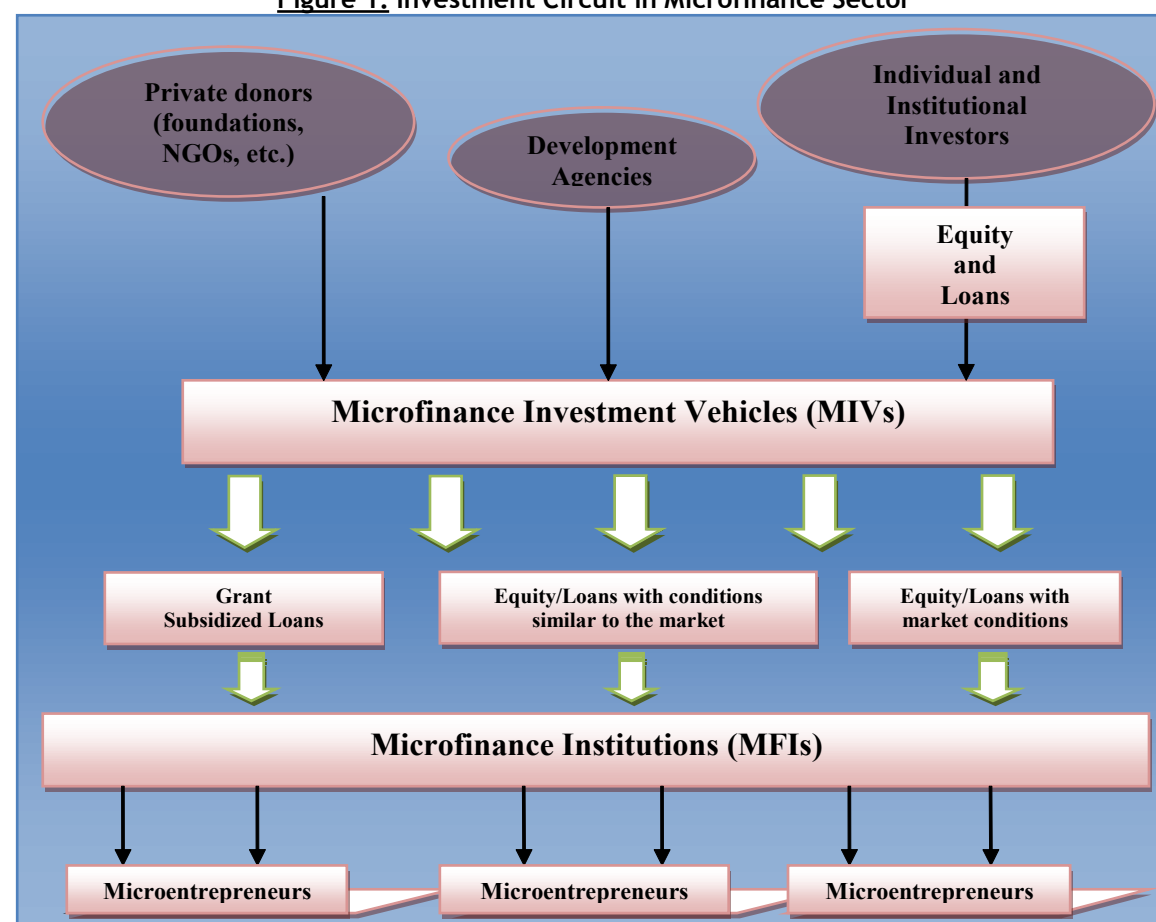 Figure 1. Investment Circuit in Microfinance Sector
Private donors
(foundations,
NGOs, etc.)
Development
Agencies
Individual and
Institutional
Investors
Equity
and
Loans
Microfinance Investment Vehicles (MIVs)
Grant
Subsidized Loans
Equity/Loans with conditions
similar to the market
Equity/Loans with
market conditions
Microfinance Institutions (MFIs)
Microentrepreneurs
Microentrepreneurs
Microentrepreneurs